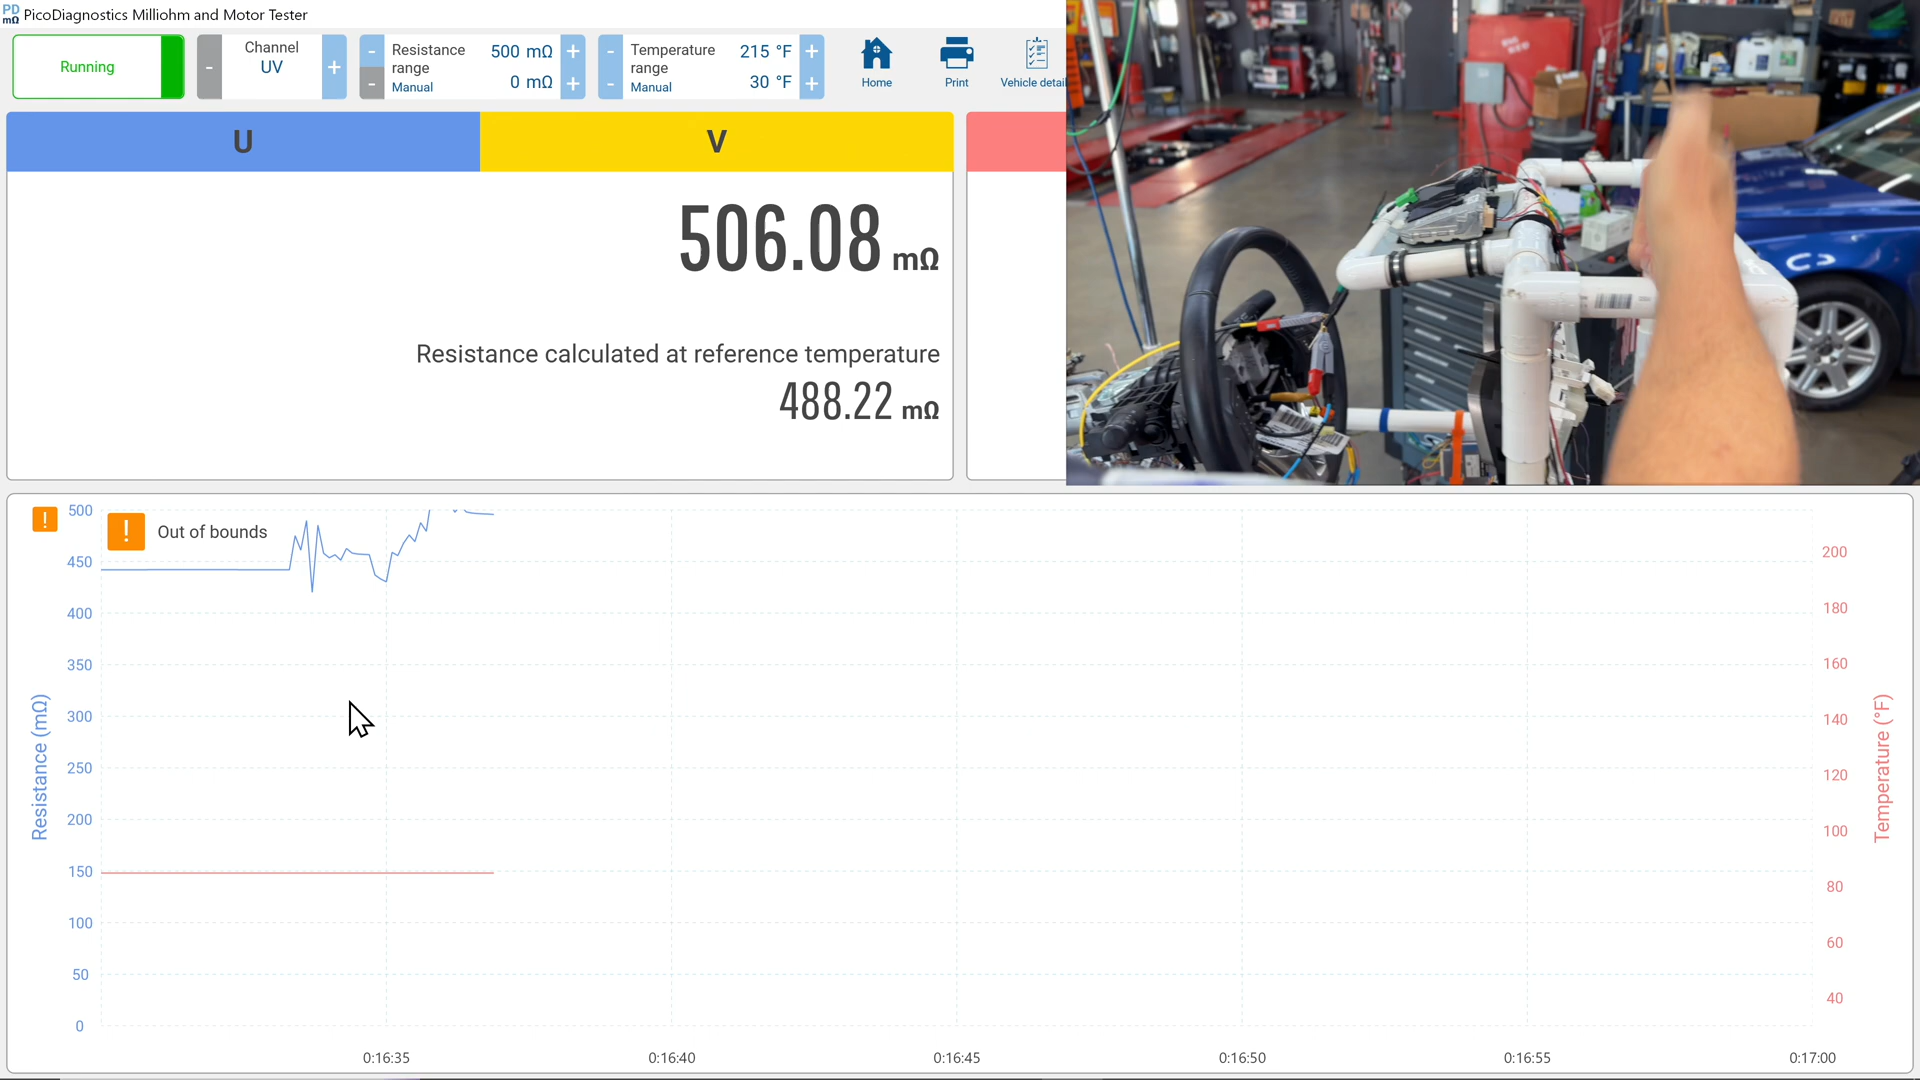 PD
mΩ PicoDiagnostics Milliohm and Motor Tester
Running
- Channel
UV +
- Resistance range 500 mΩ +
- Manual 0 mΩ +
- Temperature range 215 °F +
- Manual 30 °F +
Home
Print
Vehicle detail
U
V
506.08 mΩ
Resistance calculated at reference temperature
488.22 mΩ
! ! Out of bounds
500
450
400
350
300
250
200
150
100
50
0
Resistance (mΩ)
200
180
160
140
120
100
80
60
40
Temperature (°F)
0:16:35
0:16:40
0:16:45
0:16:50
0:16:55
0:17:00